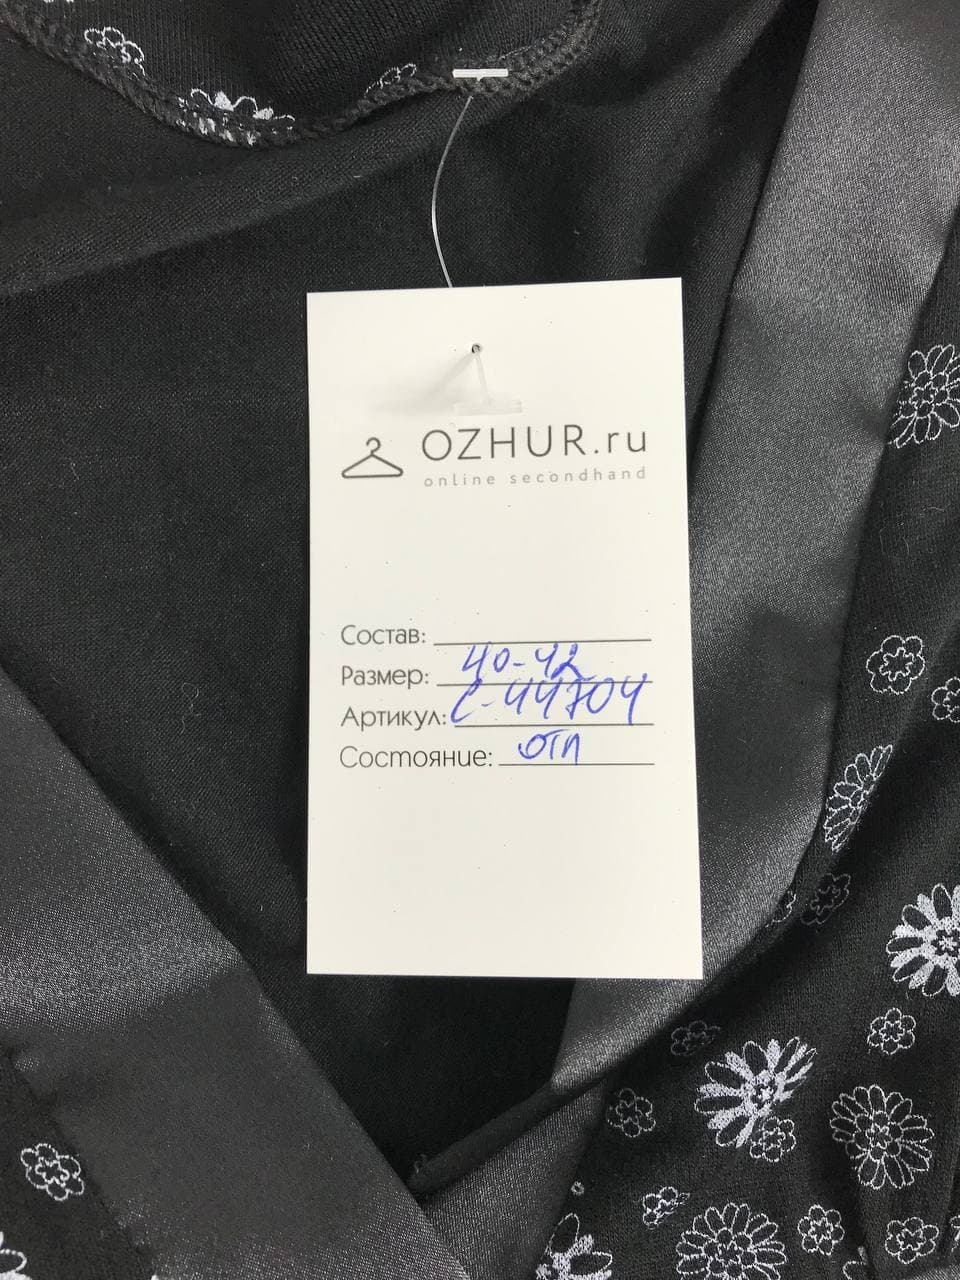 OZHUR.ru
online secondhand
Состав:
Размер: 40-42
Артикул: С-44704
Состояние: отл